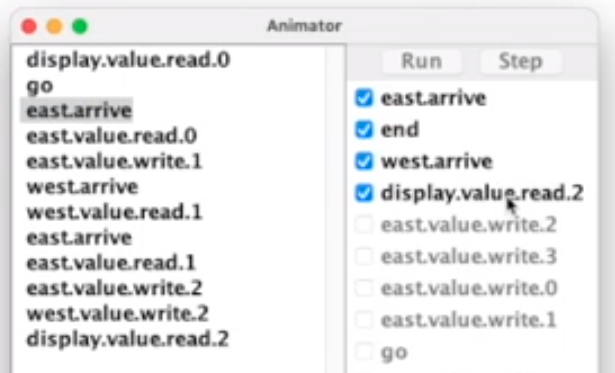 Animator
display.value.read.0
go
east.arrive
east.value.read.0
east.value.write.1
west.arrive
west.value.read.1
east.arrive
east.value.read.1
east.value.write.2
west.value.write.2
display.value.read.2
Run Step
east.arrive
end
west.arrive
display.value.read.2
east.value.write.2
east.value.write.3
east.value.write.0
east.value.write.1
go